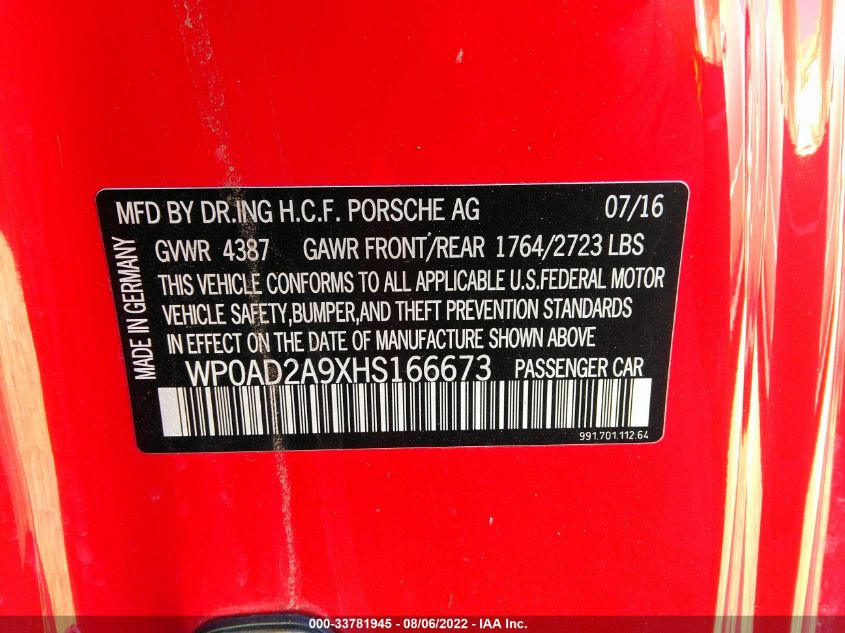 MFD BY DR.ING H.C.F. PORSCHE AG 07/16
GVWR 4387 GAWR FRONT/REAR 1764/2723 LBS
THIS VEHICLE CONFORMS TO ALL APPLICABLE U.S.FEDERAL MOTOR
VEHICLE SAFETY,BUMPER,AND THEFT PREVENTION STANDARDS
IN EFFECT ON THE DATE OF MANUFACTURE SHOWN ABOVE
WP0AD2A9XHS166673 PASSENGER CAR
991.701.112.64
MADE IN GERMANY
000-33781945 - 08/06/2022 - IAA Inc.